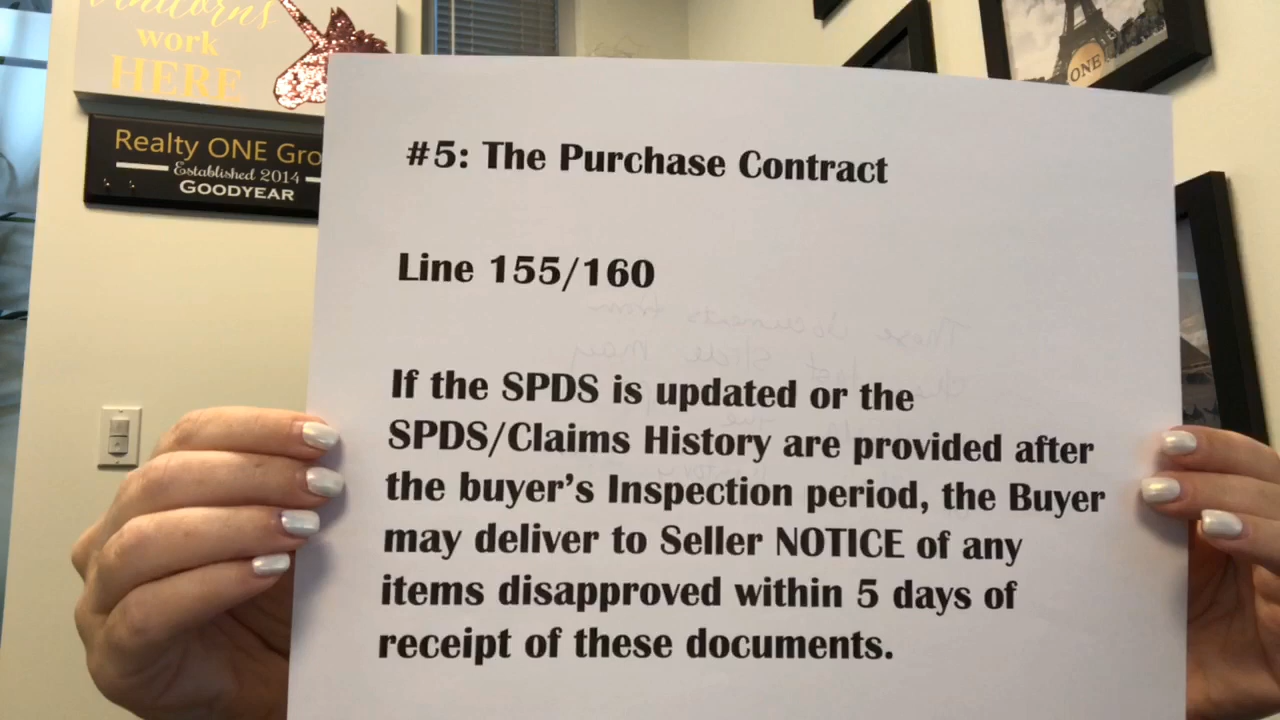 Unicorns
work
HERE
Realty ONE Gro
Established 2014
GOODYEAR
ONE
#5: The Purchase Contract
Line 155/160
If the SPDS is updated or the
SPDS/Claims History are provided after
the buyer's Inspection period, the Buyer
may deliver to Seller NOTICE of any
items disapproved within 5 days of
receipt of these documents.